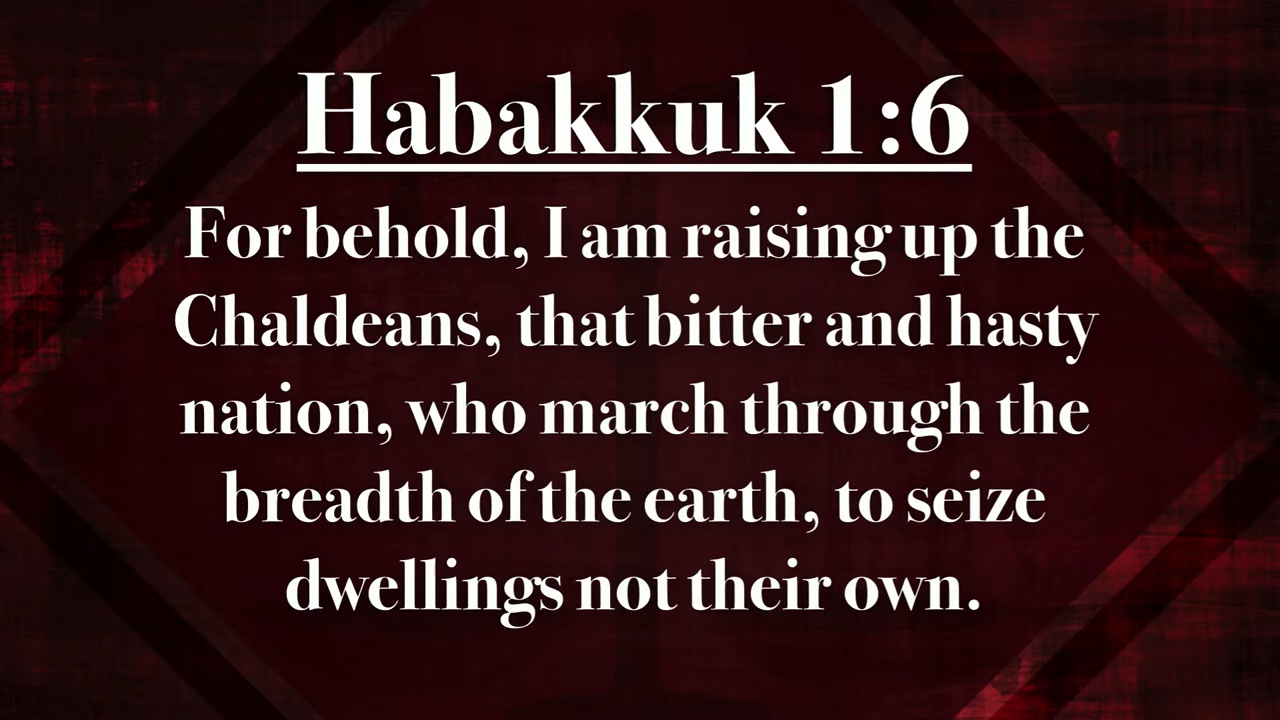 Habakkuk 1:6
For behold, I am raising up the
Chaldeans, that bitter and hasty
nation, who march through the
breadth of the earth, to seize
dwellings not their own.